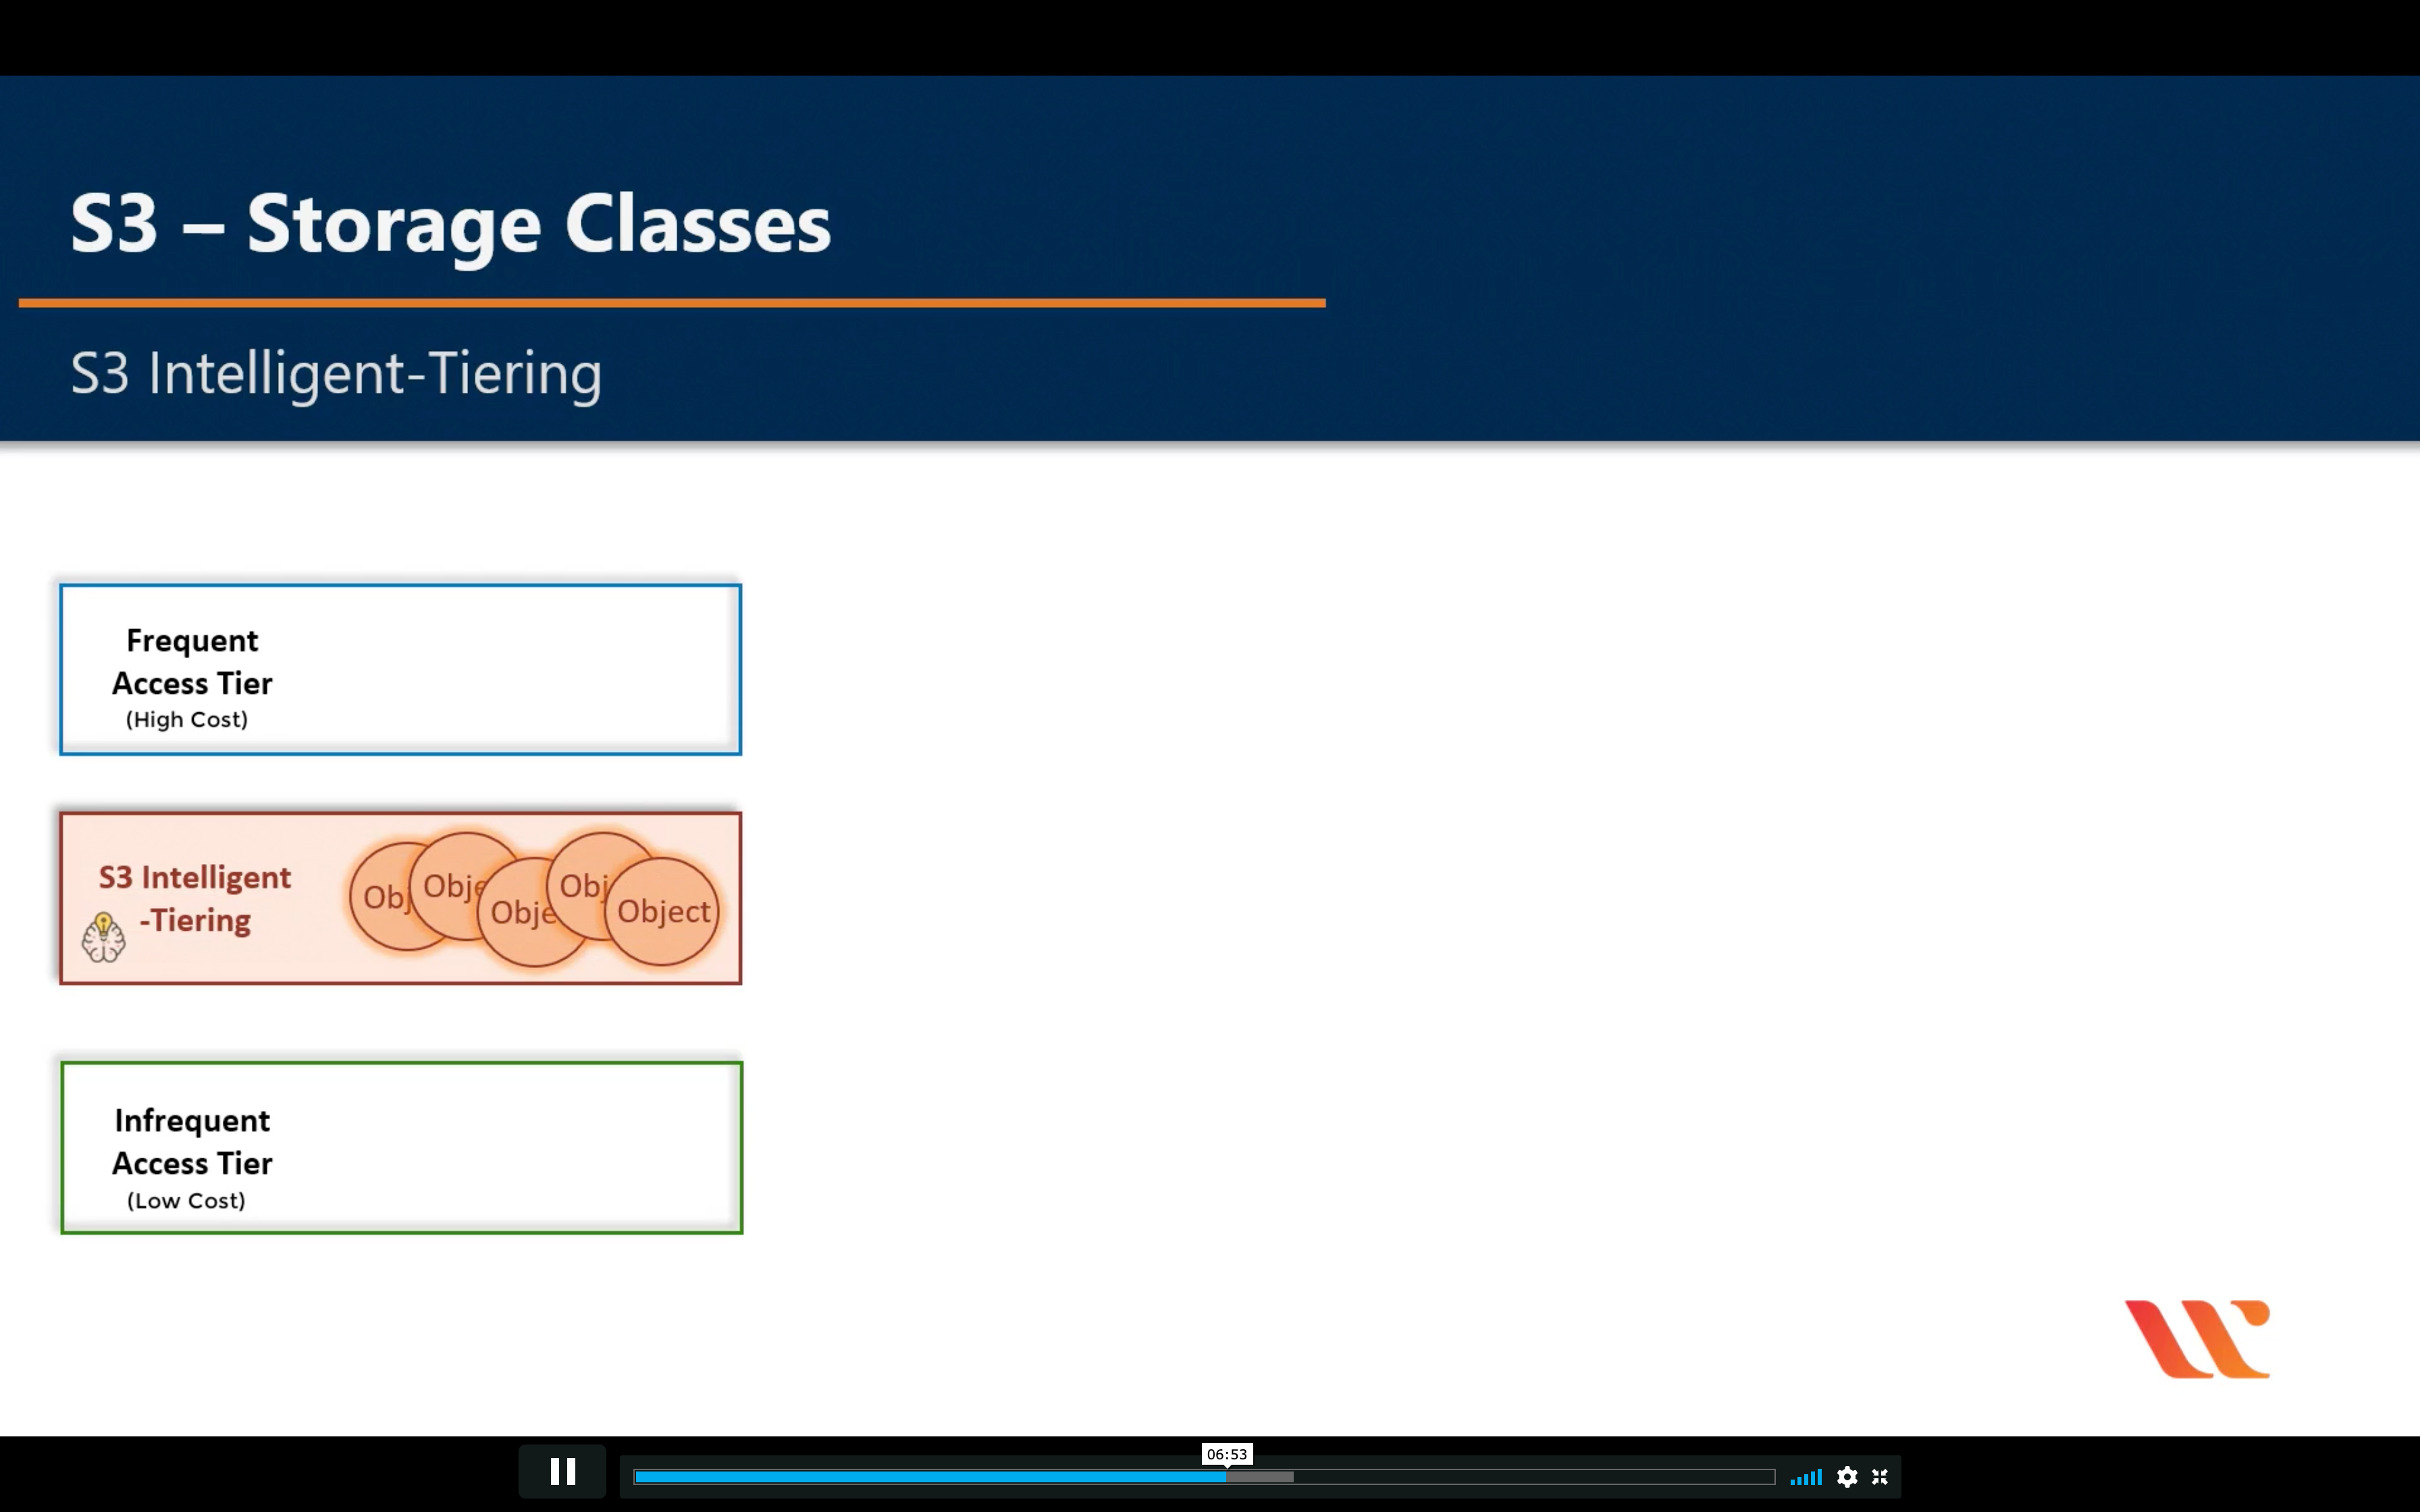 S3 – Storage Classes
S3 Intelligent-Tiering
Frequent
Access Tier
(High Cost)
S3 Intelligent
-Tiering
Obj
Obje
Obje
Obj
Object
Infrequent
Access Tier
(Low Cost)
06:53